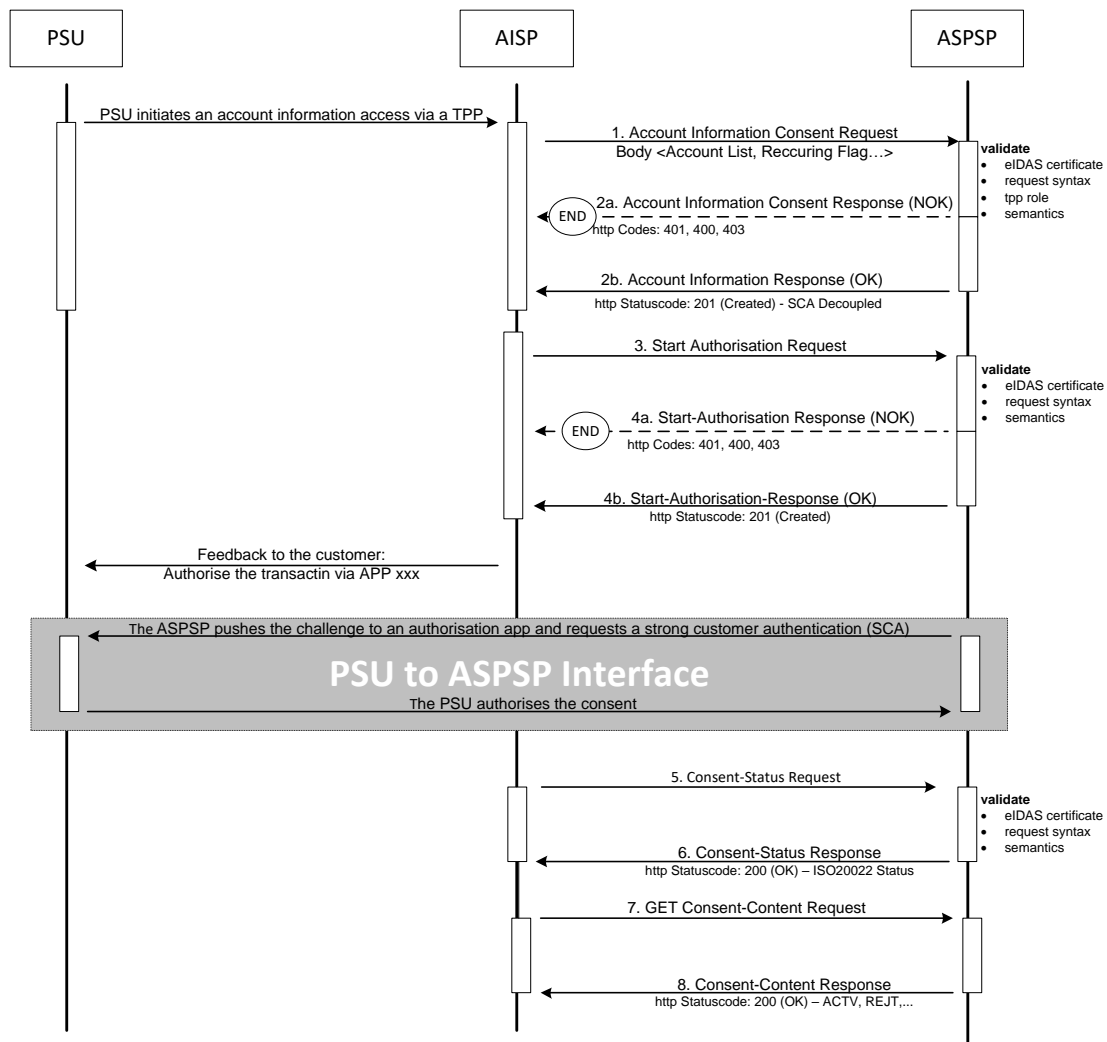 PSU
AISP
ASPSP
PSU initiates an account information access via a TPP
1. Account Information Consent Request
Body <Account List, Reccuring Flag…>
validate
• eIDAS certificate
• request syntax
• tpp role
• semantics
2a. Account Information Consent Response (NOK)
END
http Codes: 401, 400, 403
2b. Account Information Response (OK)
http Statuscode: 201 (Created) - SCA Decoupled
3. Start Authorisation Request
validate
• eIDAS certificate
• request syntax
• semantics
4a. Start-Authorisation Response (NOK)
END
http Codes: 401, 400, 403
4b. Start-Authorisation-Response (OK)
http Statuscode: 201 (Created)
Feedback to the customer:
Authorise the transactin via APP xxx
The ASPSP pushes the challenge to an authorisation app and requests a strong customer authentication (SCA)
PSU to ASPSP Interface
The PSU authorises the consent
5. Consent-Status Request
validate
• eIDAS certificate
• request syntax
• semantics
6. Consent-Status Response
http Statuscode: 200 (OK) – ISO20022 Status
7. GET Consent-Content Request
8. Consent-Content Response
http Statuscode: 200 (OK) – ACTV, REJT,...